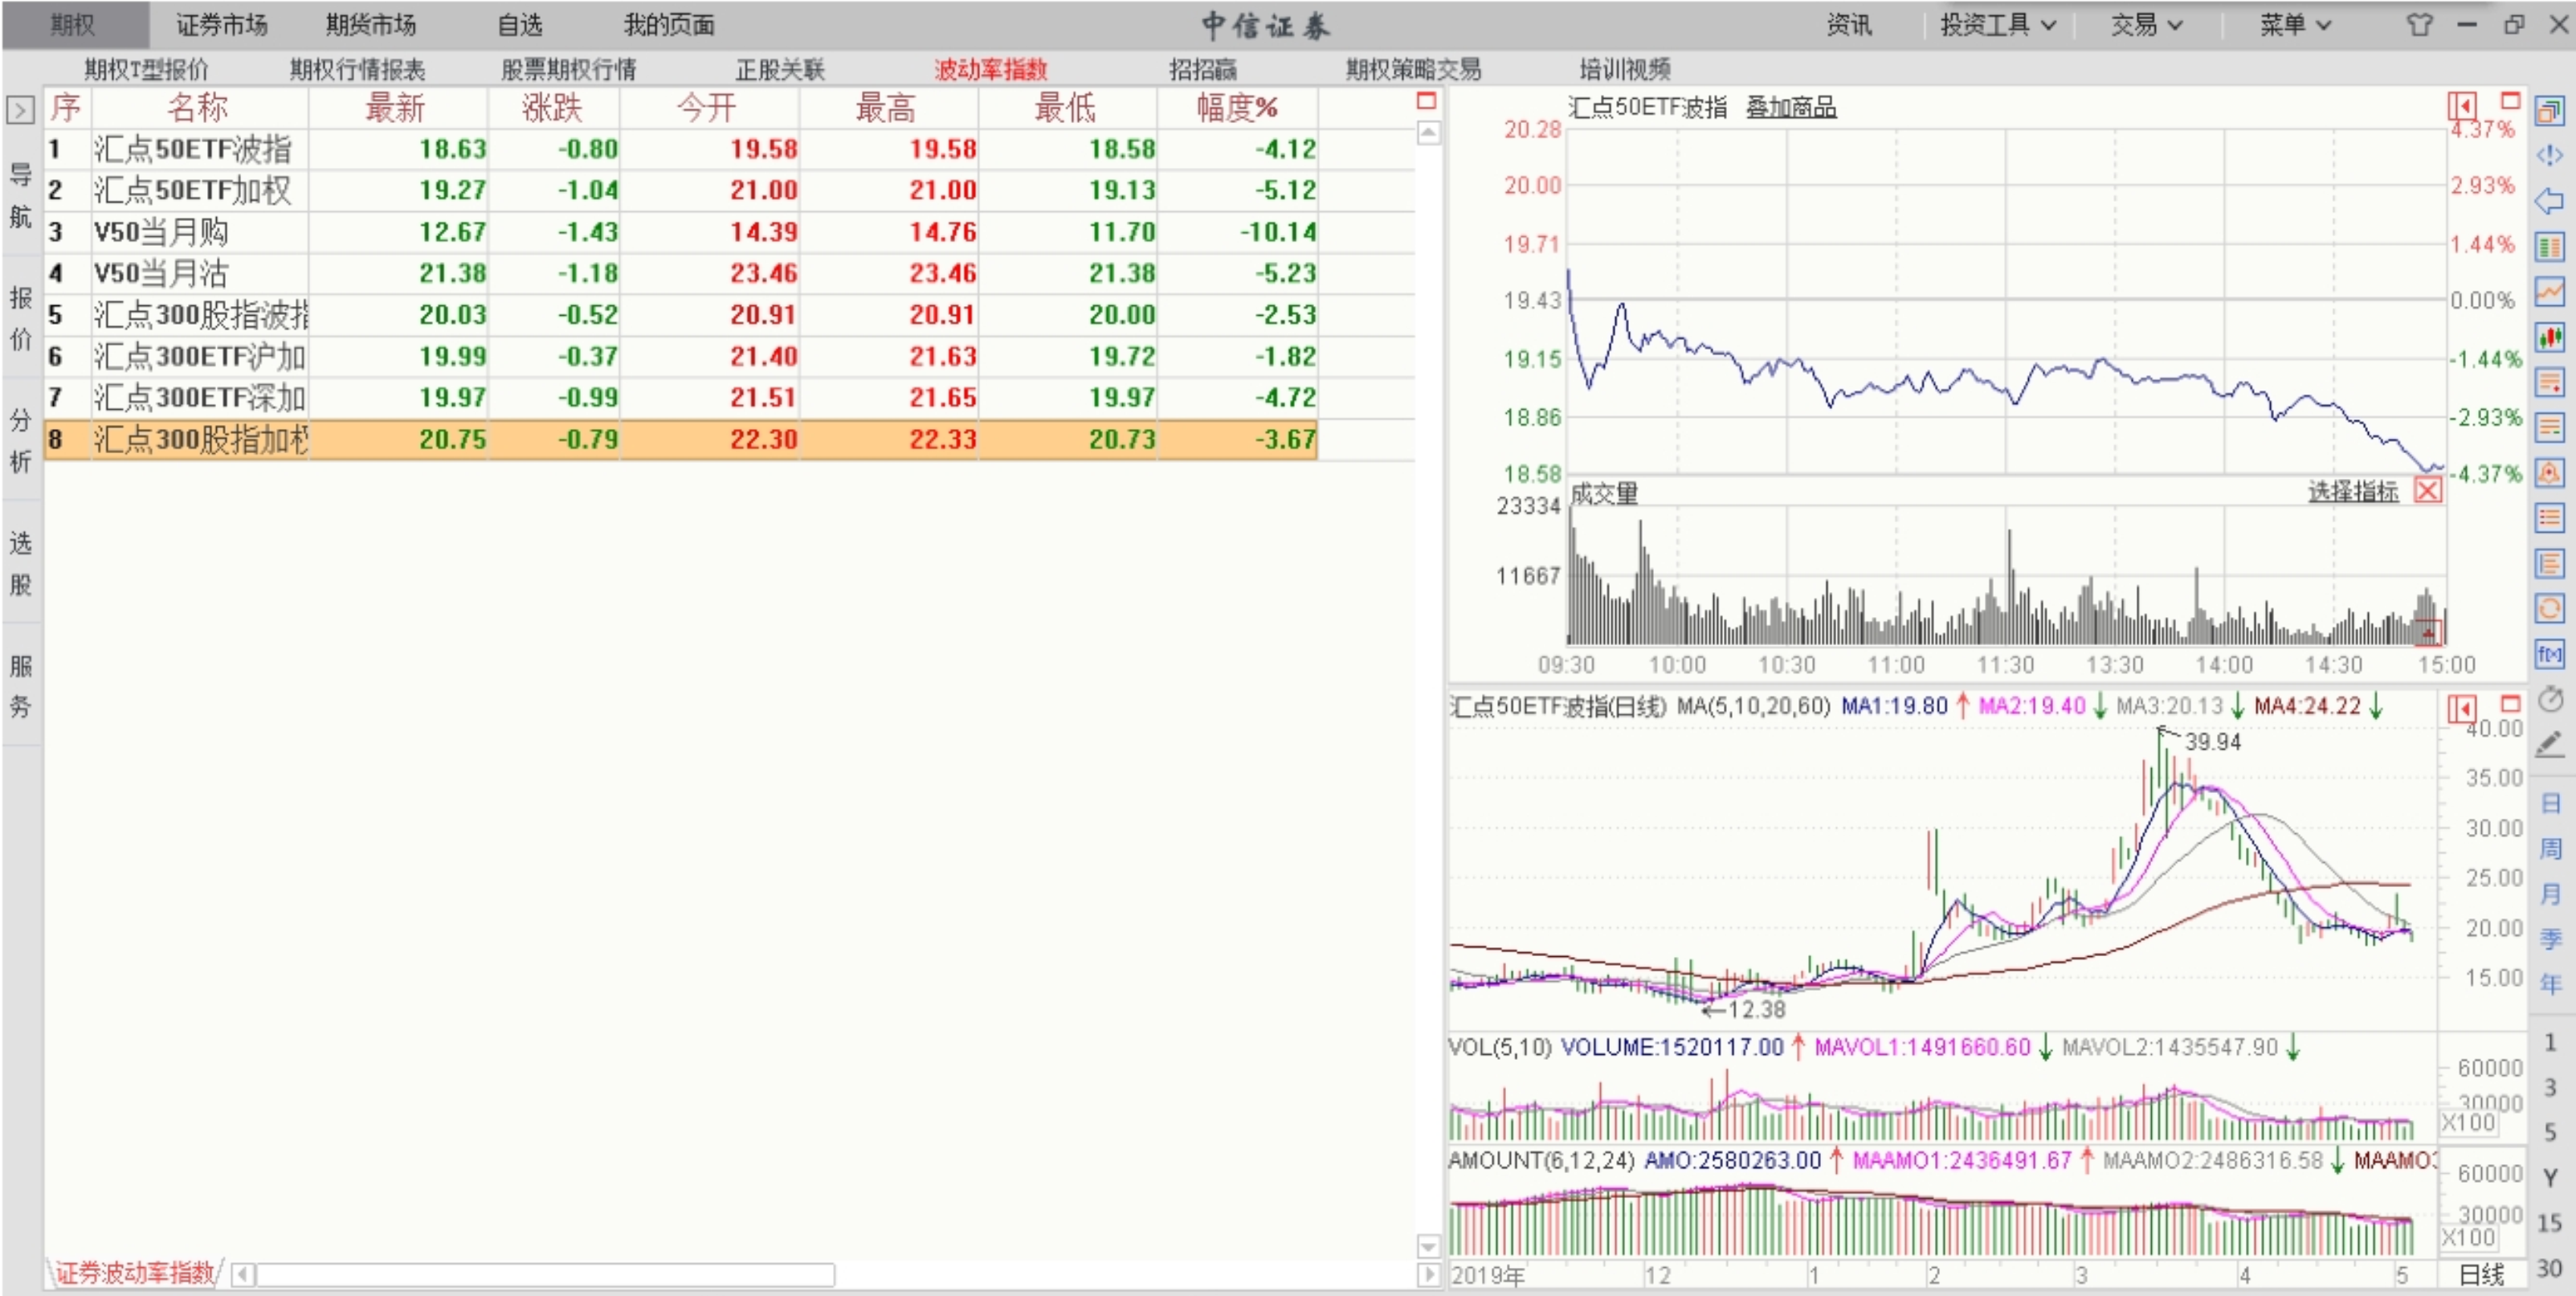 期权 证券市场 期货市场 自选 我的页面 中信证券 资讯 投资工具 交易 菜单
期权T型报价 期权行情报表 股票期权行情 正股关联 波动率指数 招招赢 期权策略交易 培训视频
导航
报价
分析
选股
服务
序 名称 最新 涨跌 今开 最高 最低 幅度%
1 汇点50ETF波指 18.63 -0.80 19.58 19.58 18.58 -4.12
2 汇点50ETF加权 19.27 -1.04 21.00 21.00 19.13 -5.12
3 V50当月购 12.67 -1.43 14.39 14.76 11.70 -10.14
4 V50当月沽 21.38 -1.18 23.46 23.46 21.38 -5.23
5 汇点300股指波指 20.03 -0.52 20.91 20.91 20.00 -2.53
6 汇点300ETF沪加 19.99 -0.37 21.40 21.63 19.72 -1.82
7 汇点300ETF深加 19.97 -0.99 21.51 21.65 19.97 -4.72
8 汇点300股指加权 20.75 -0.79 22.30 22.33 20.73 -3.67
证券波动率指数
汇点50ETF波指 叠加商品
20.28 4.37%
20.00 2.93%
19.71 1.44%
19.43 0.00%
19.15 -1.44%
18.86 -2.93%
18.58 -4.37%
成交量 选择指标
23334
11667
09:30 10:00 10:30 11:00 11:30 13:30 14:00 14:30 15:00
汇点50ETF波指(日线) MA(5,10,20,60) MA1:19.80 ↑ MA2:19.40 ↓ MA3:20.13 ↓ MA4:24.22 ↓
40.00
39.94
35.00
30.00
25.00
20.00
15.00
←12.38
VOL(5,10) VOLUME:1520117.00 ↑ MAVOL1:1491660.60 ↓ MAVOL2:1435547.90 ↓
60000
30000
X100
AMOUNT(6,12,24) AMO:2580263.00 ↑ MAAMO1:2436491.67 ↑ MAAMO2:2486316.58 ↓ MAAMO3
60000
30000
X100
2019年 12 1 2 3 4 5 日线
f(x)
日
周
月
季
年
1
3
5
Y
15
30